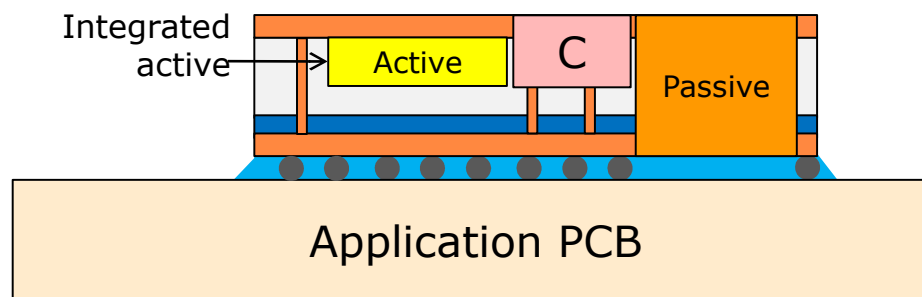 Integrated
active
Active
C
Passive
Application PCB